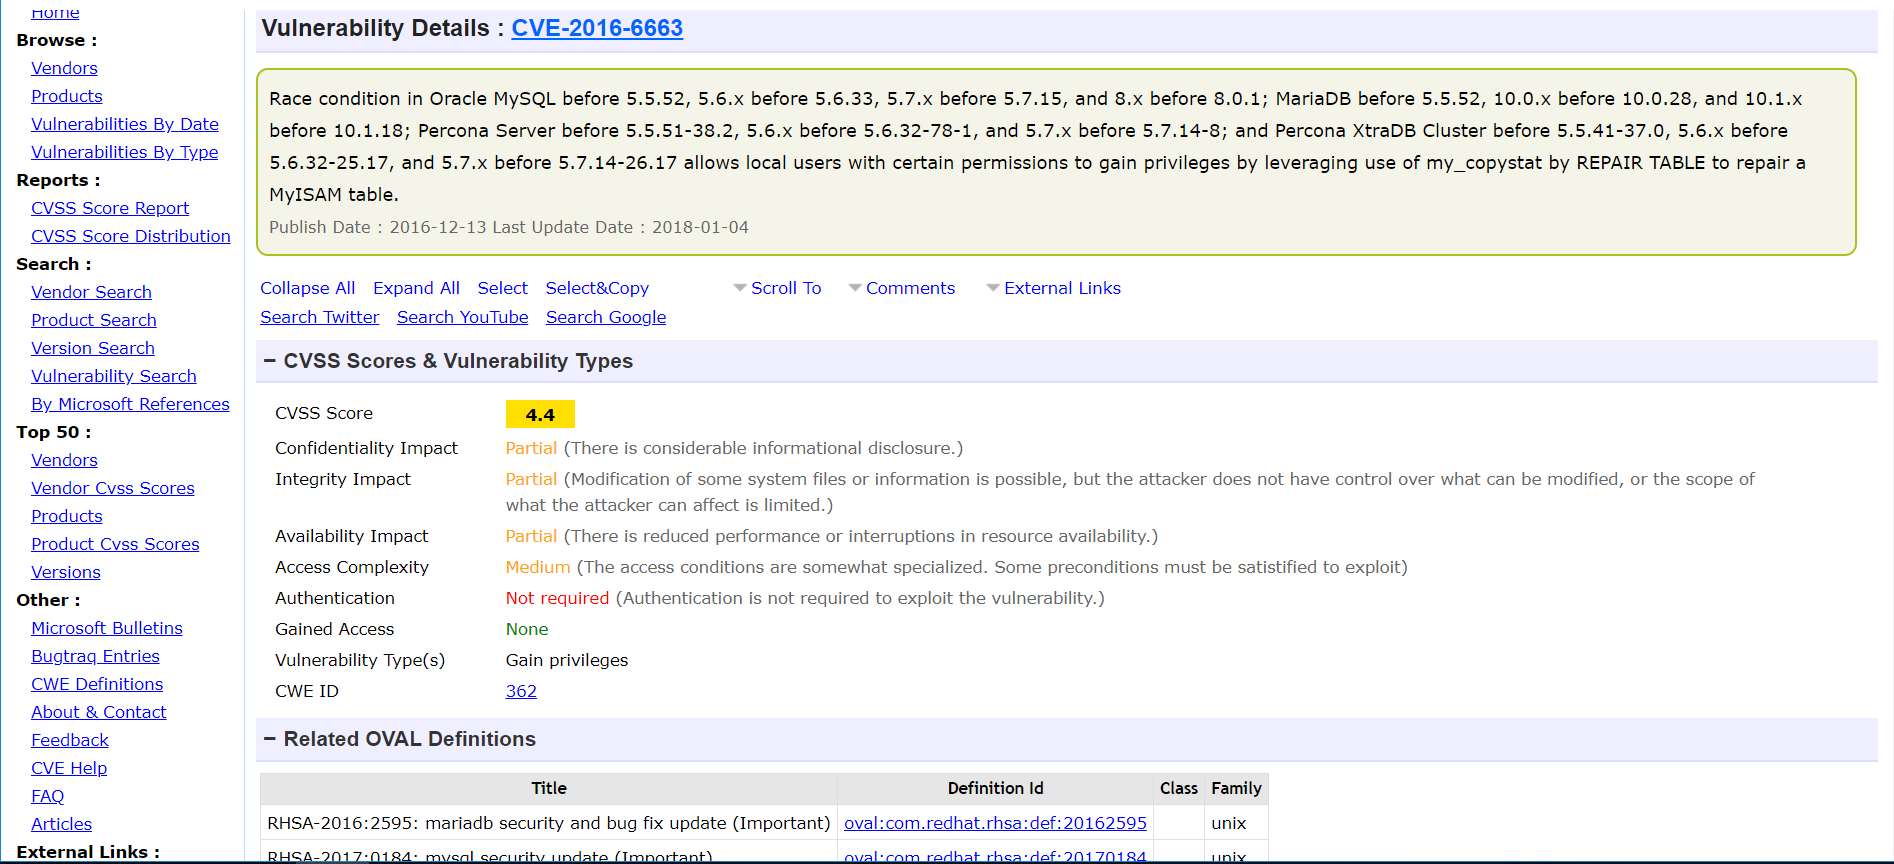 Home
Browse :
Vendors
Products
Vulnerabilities By Date
Vulnerabilities By Type
Reports :
CVSS Score Report
CVSS Score Distribution
Search :
Vendor Search
Product Search
Version Search
Vulnerability Search
By Microsoft References
Top 50 :
Vendors
Vendor Cvss Scores
Products
Product Cvss Scores
Versions
Other :
Microsoft Bulletins
Bugtraq Entries
CWE Definitions
About & Contact
Feedback
CVE Help
FAQ
Articles
External Links :
Vulnerability Details : CVE-2016-6663
Race condition in Oracle MySQL before 5.5.52, 5.6.x before 5.6.33, 5.7.x before 5.7.15, and 8.x before 8.0.1; MariaDB before 5.5.52, 10.0.x before 10.0.28, and 10.1.x
before 10.1.18; Percona Server before 5.5.51-38.2, 5.6.x before 5.6.32-78-1, and 5.7.x before 5.7.14-8; and Percona XtraDB Cluster before 5.5.41-37.0, 5.6.x before
5.6.32-25.17, and 5.7.x before 5.7.14-26.17 allows local users with certain permissions to gain privileges by leveraging use of my_copystat by REPAIR TABLE to repair a
MyISAM table.
Publish Date : 2016-12-13 Last Update Date : 2018-01-04
Collapse All Expand All Select Select&Copy Scroll To Comments External Links
Search Twitter Search YouTube Search Google
− CVSS Scores & Vulnerability Types
CVSS Score 4.4
Confidentiality Impact Partial (There is considerable informational disclosure.)
Integrity Impact Partial (Modification of some system files or information is possible, but the attacker does not have control over what can be modified, or the scope of
what the attacker can affect is limited.)
Availability Impact Partial (There is reduced performance or interruptions in resource availability.)
Access Complexity Medium (The access conditions are somewhat specialized. Some preconditions must be satistified to exploit)
Authentication Not required (Authentication is not required to exploit the vulnerability.)
Gained Access None
Vulnerability Type(s) Gain privileges
CWE ID 362
− Related OVAL Definitions
Title Definition Id Class Family
RHSA-2016:2595: mariadb security and bug fix update (Important) oval:com.redhat.rhsa:def:20162595 unix
RHSA-2017:0184: mysql security update (Important) oval:com.redhat.rhsa:def:20170184 unix